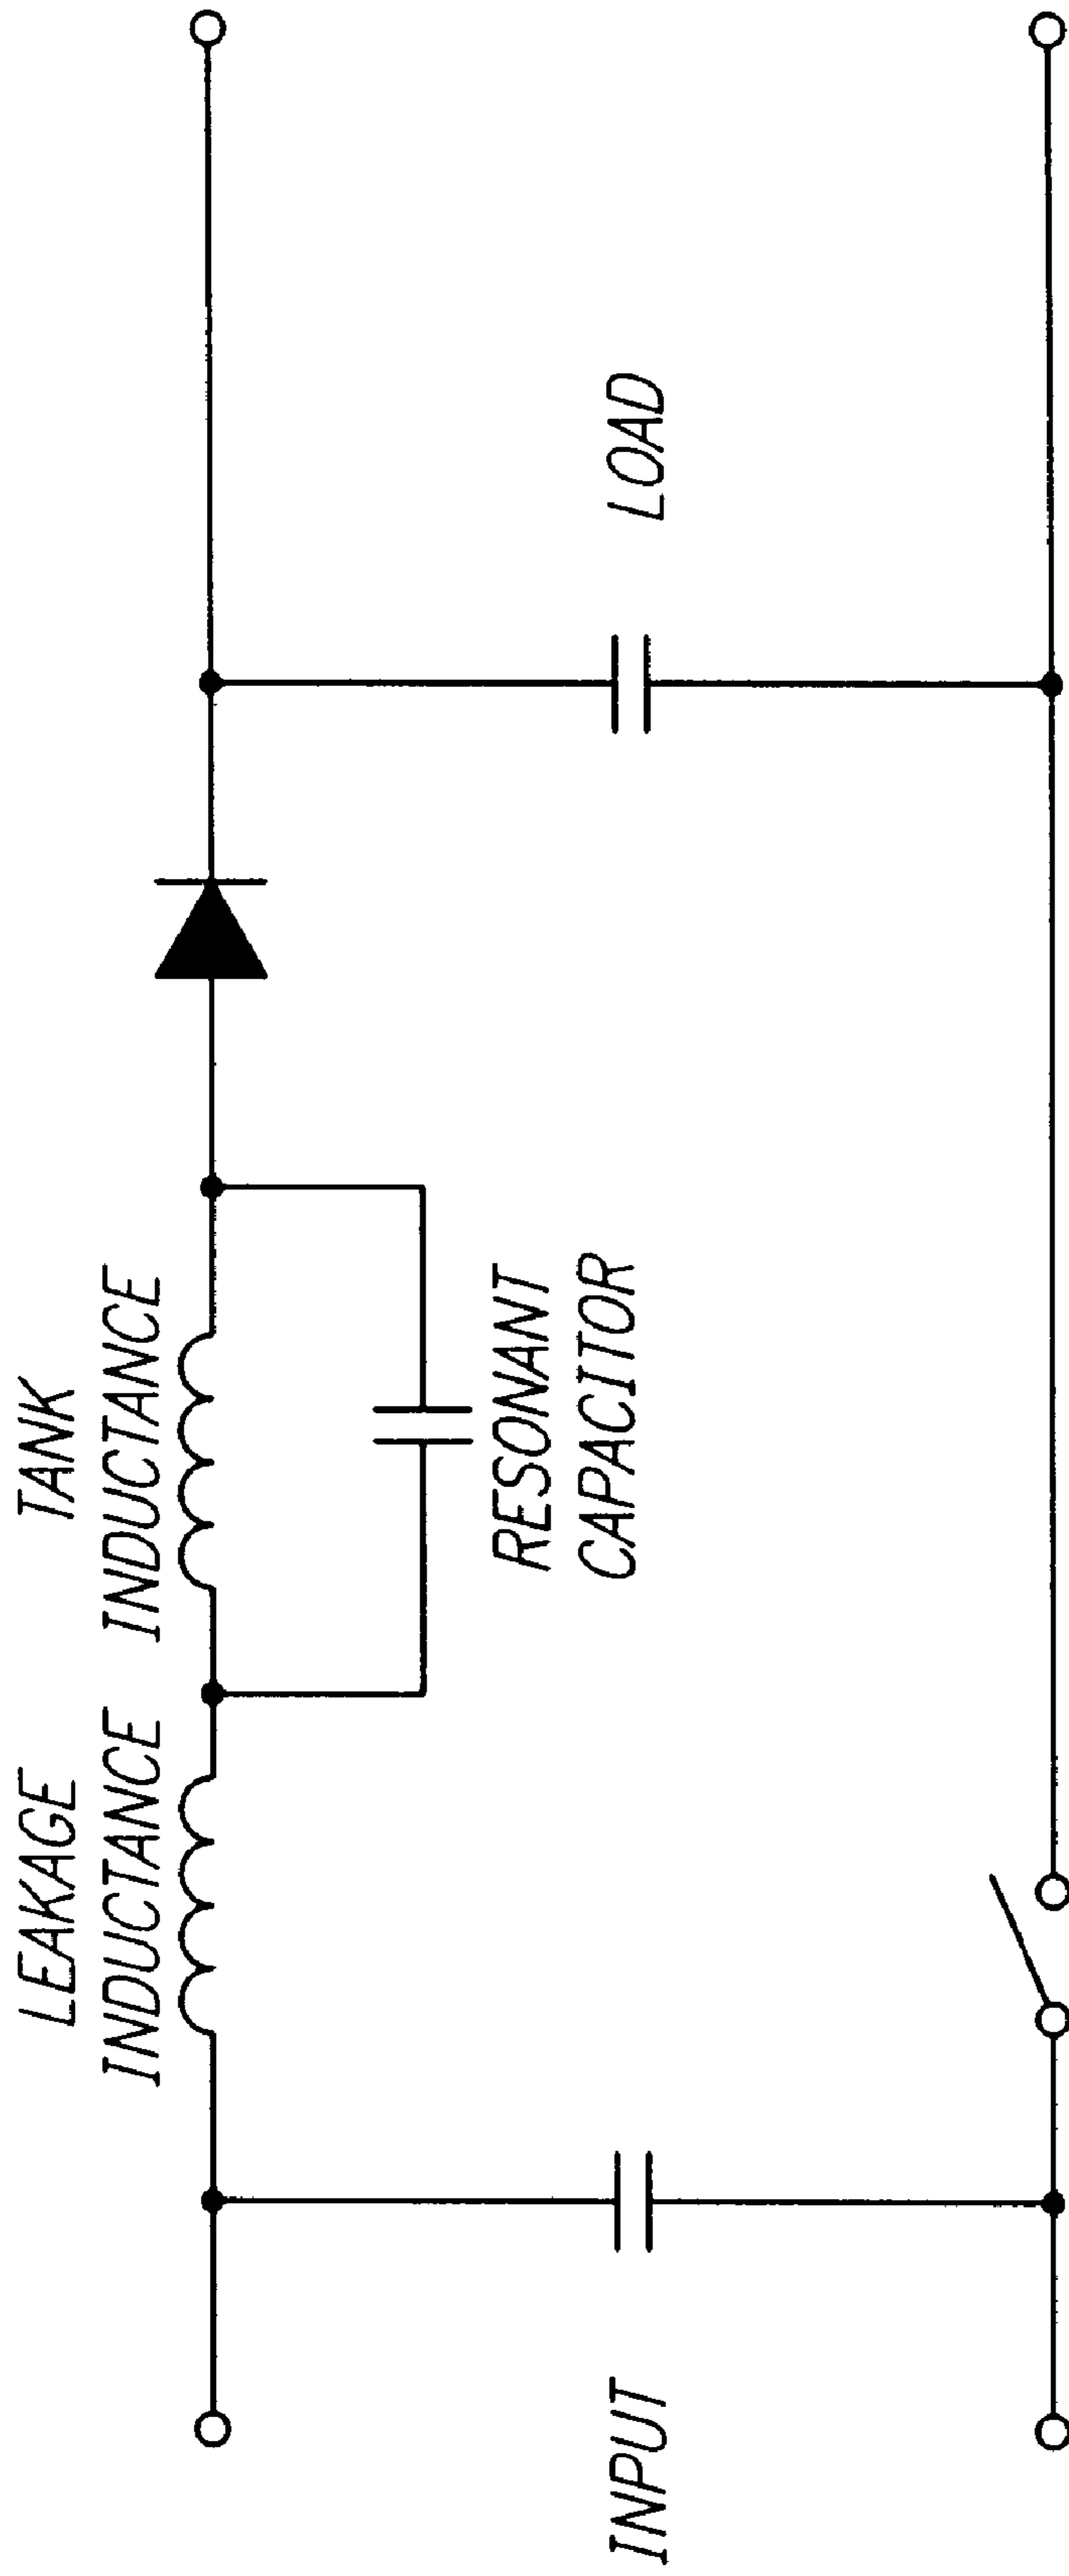 LEAKAGE
INDUCTANCE
TANK
INDUCTANCE
RESONANT
CAPACITOR
INPUT
LOAD